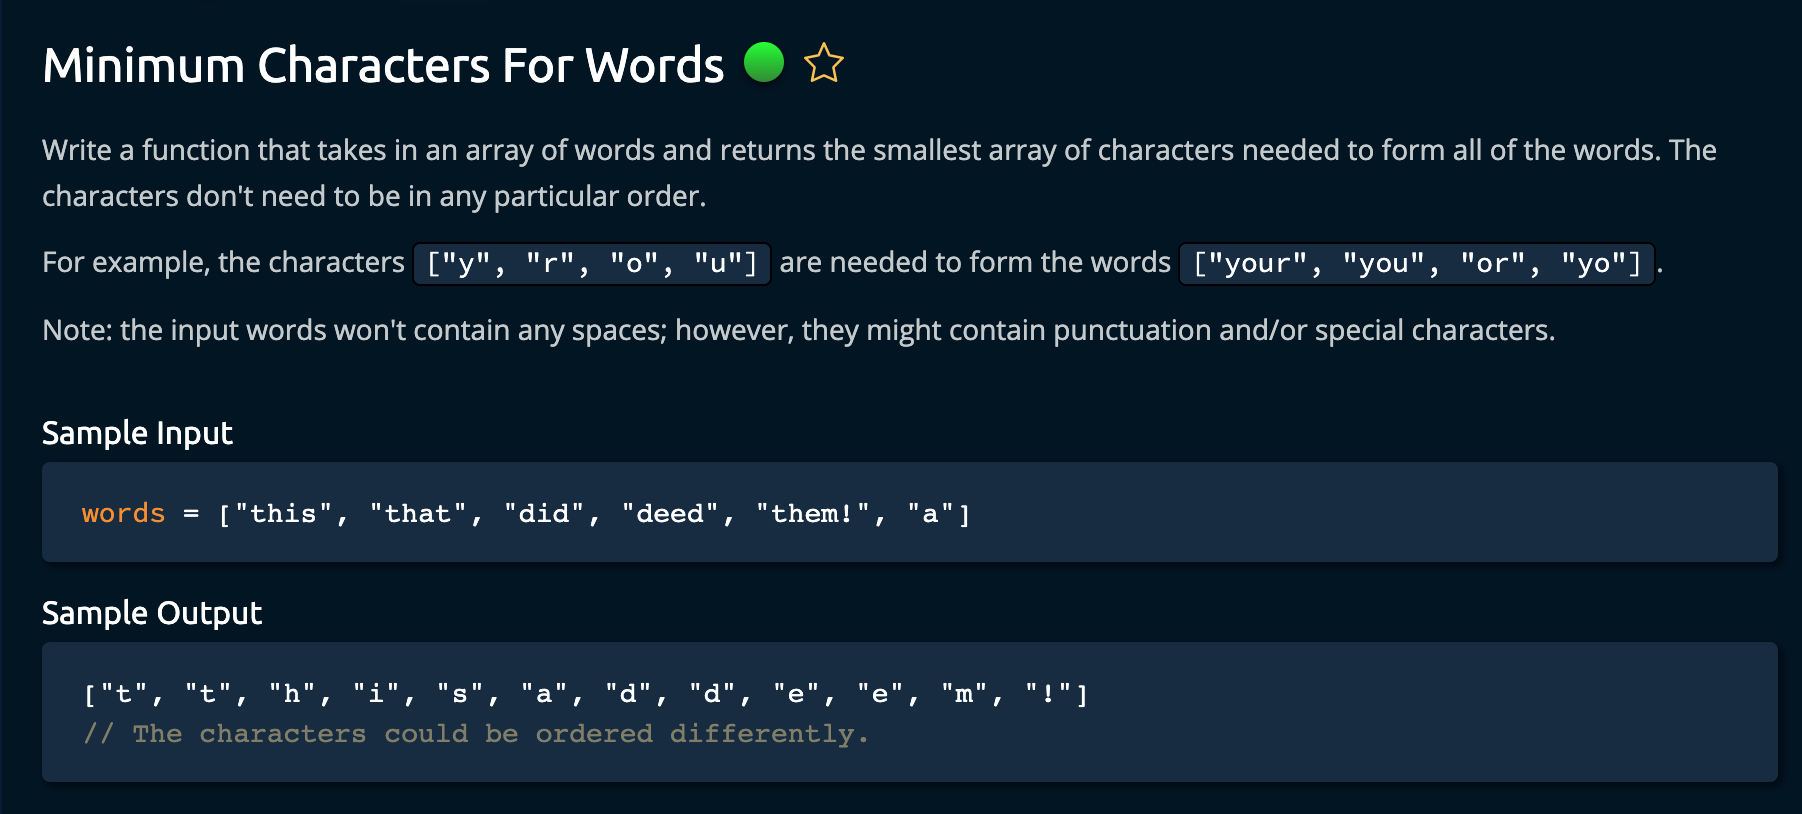 Minimum Characters For Words
Write a function that takes in an array of words and returns the smallest array of characters needed to form all of the words. The
characters don't need to be in any particular order.
For example, the characters ["y", "r", "o", "u"] are needed to form the words ["your", "you", "or", "yo"].
Note: the input words won't contain any spaces; however, they might contain punctuation and/or special characters.
Sample Input
words = ["this", "that", "did", "deed", "them!", "a"]
Sample Output
["t", "t", "h", "i", "s", "a", "d", "d", "e", "e", "m", "!"]
// The characters could be ordered differently.